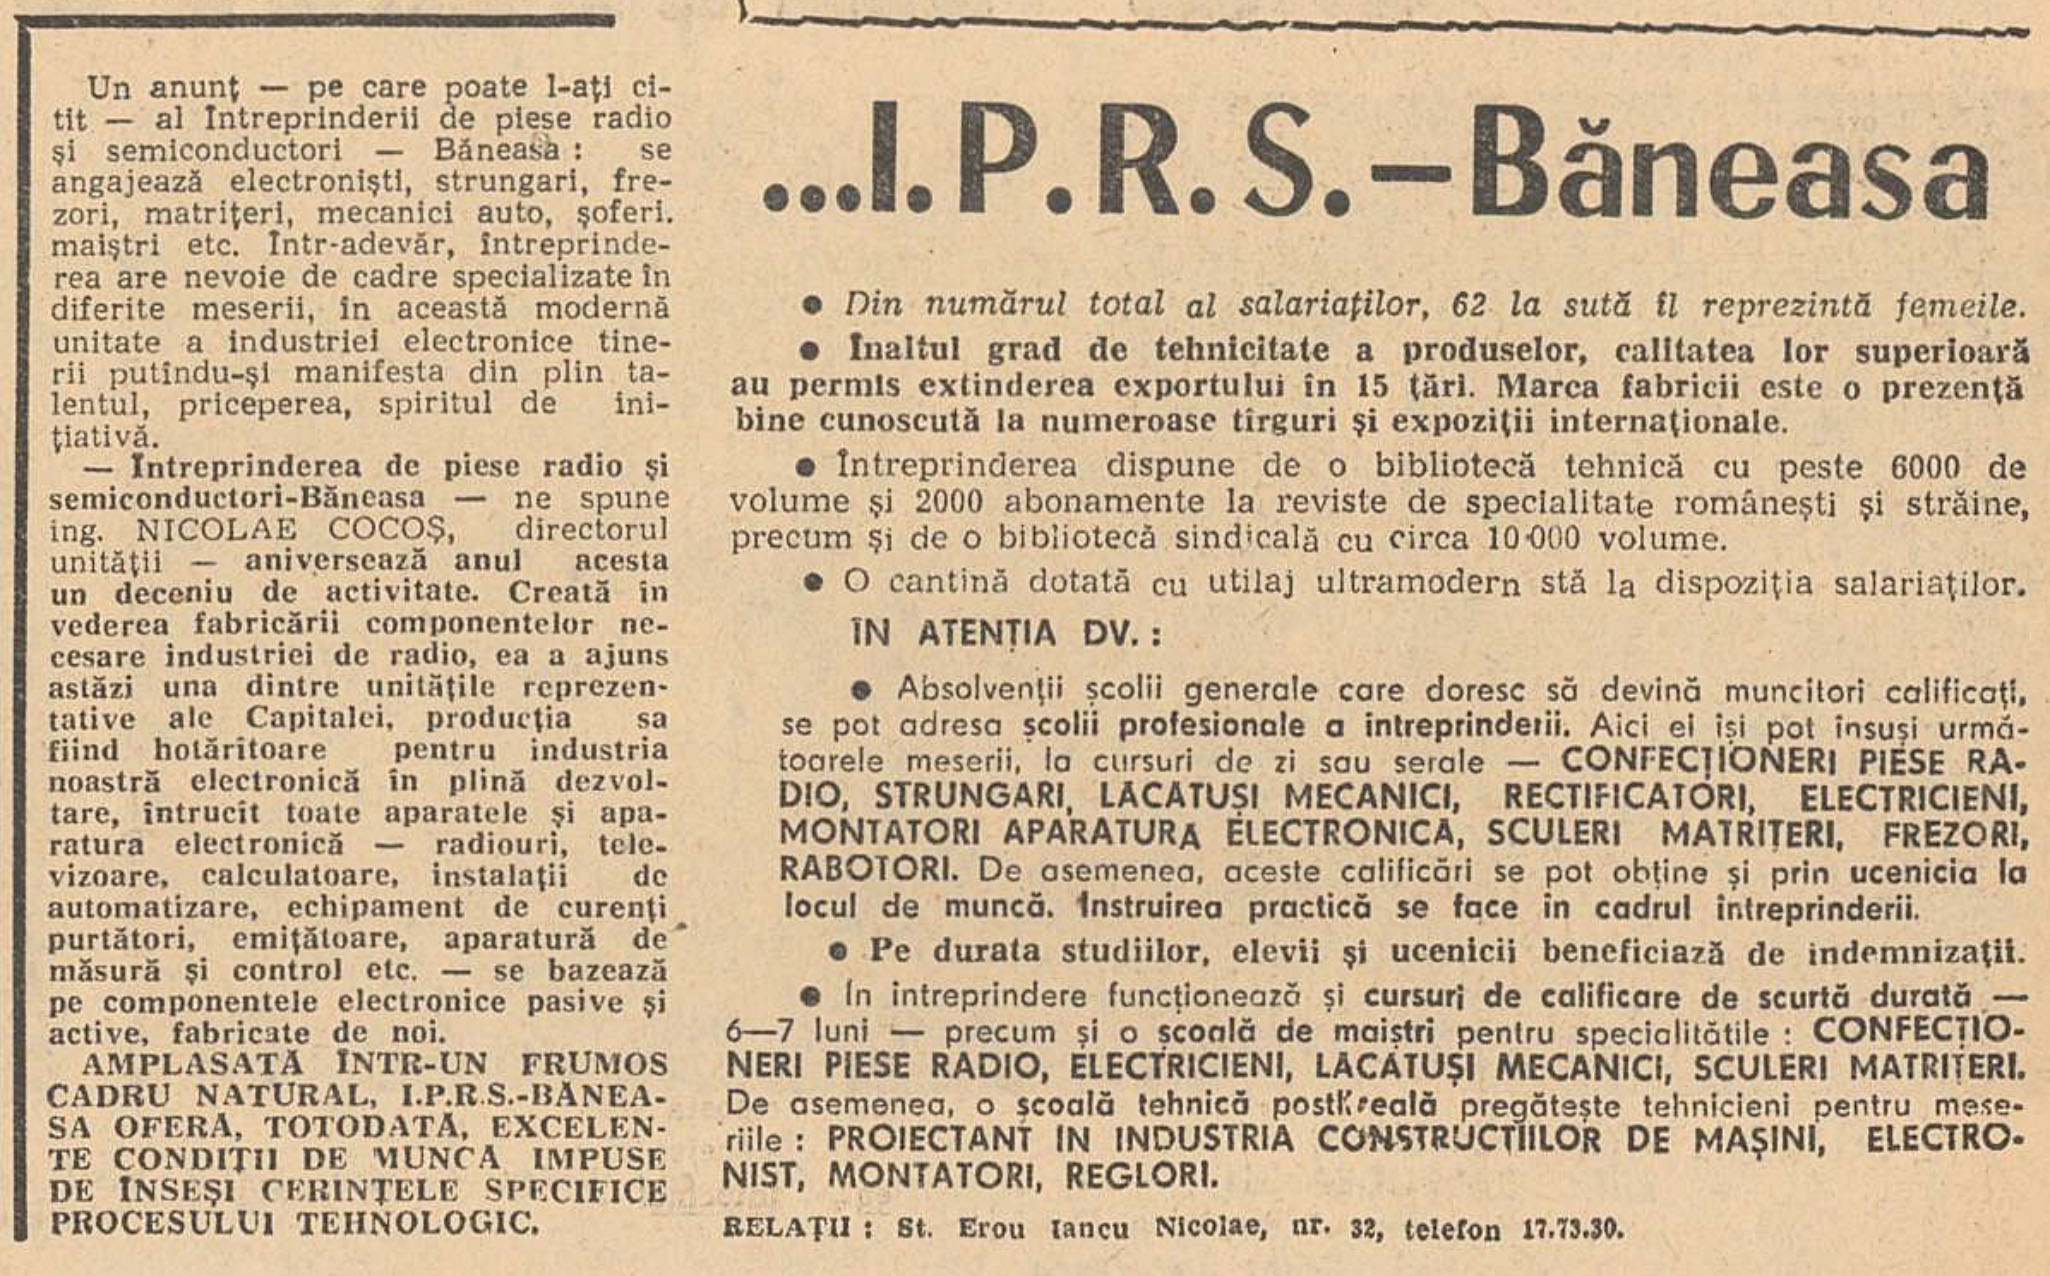 Un anunț — pe care poate l-ați ci-
tit — al Întreprinderii de piese radio
și semiconductori — Băneasa : se
angajează electroniști, strungari, fre-
zori, matrițeri, mecanici auto, șoferi.
maiștri etc. Într-adevăr, întreprinde-
rea are nevoie de cadre specializate în
diferite meserii, în această modernă
unitate a industriei electronice tine-
rii putîndu-și manifesta din plin ta-
lentul, priceperea, spiritul de ini-
țiativă.
— Întreprinderea de piese radio și
semiconductori-Băneasa — ne spune
ing. NICOLAE COCOȘ, directorul
unității — aniversează anul acesta
un deceniu de activitate. Creată în
vederea fabricării componentelor ne-
cesare industriei de radio, ea a ajuns
astăzi una dintre unitățile reprezen-
tative ale Capitalei, producția sa
fiind hotărîtoare pentru industria
noastră electronică în plină dezvol-
tare, întrucît toate aparatele și apa-
ratura electronică — radiouri, tele-
vizoare, calculatoare, instalații de
automatizare, echipament de curenți
purtători, emițătoare, aparatură de
măsură și control etc. — se bazează
pe componentele electronice pasive și
active, fabricate de noi.
AMPLASATĂ ÎNTR-UN FRUMOS
CADRU NATURAL, I.P.R.S.-BĂNEA-
SA OFERĂ, TOTODATĂ, EXCELEN-
TE CONDIȚII DE MUNCĂ IMPUSE
DE ÎNSEȘI CERINȚELE SPECIFICE
PROCESULUI TEHNOLOGIC.
...I.P.R.S.—Băneasa
● Din numărul total al salariaților, 62 la sută îl reprezintă femeile.
● Înaltul grad de tehnicitate a produselor, calitatea lor superioară
au permis extinderea exportului în 15 țări. Marca fabricii este o prezență
bine cunoscută la numeroase tîrguri și expoziții internaționale.
● Întreprinderea dispune de o bibliotecă tehnică cu peste 6000 de
volume și 2000 abonamente la reviste de specialitate românești și străine,
precum și de o bibliotecă sindicală cu circa 10 000 volume.
● O cantină dotată cu utilaj ultramodern stă la dispoziția salariaților.
ÎN ATENȚIA DV. :
● Absolvenții școlii generale care doresc să devină muncitori calificați,
se pot adresa școlii profesionale a întreprinderii. Aici ei își pot însuși urmă-
toarele meserii, la cursuri de zi sau serale — CONFECȚIONERI PIESE RA-
DIO, STRUNGARI, LĂCĂTUȘI MECANICI, RECTIFICATORI, ELECTRICIENI,
MONTATORI APARATURĂ ELECTRONICĂ, SCULERI MATRIȚERI, FREZORI,
RABOTORI. De asemenea, aceste calificări se pot obține și prin ucenicia la
locul de muncă. Instruirea practică se face în cadrul întreprinderii.
● Pe durata studiilor, elevii și ucenicii beneficiază de indemnizații.
● În întreprindere funcționează și cursuri de calificare de scurtă durată —
6—7 luni — precum și o școală de maiștri pentru specialitățile : CONFECȚIO-
NERI PIESE RADIO, ELECTRICIENI, LĂCĂTUȘI MECANICI, SCULERI MATRIȚERI.
De asemenea, o școală tehnică postliceală pregătește tehnicieni pentru mese-
riile : PROIECTANT ÎN INDUSTRIA CONSTRUCȚIILOR DE MAȘINI, ELECTRO-
NIST, MONTATORI, REGLORI.
RELAȚII : St. Erou Iancu Nicolae, nr. 32, telefon 17.73.30.